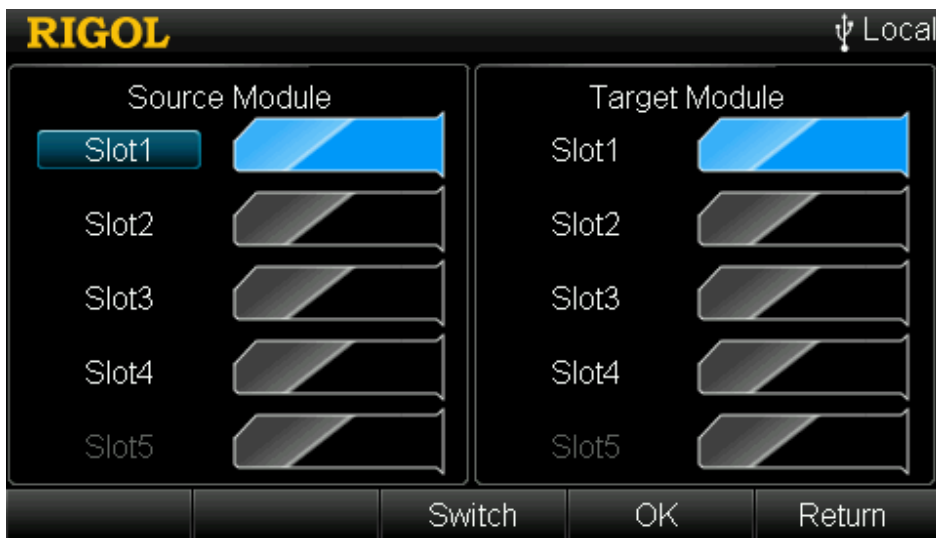 RIGOL
Local
Source Module
Slot1
Slot2
Slot3
Slot4
Slot5
Target Module
Slot1
Slot2
Slot3
Slot4
Slot5
Switch
OK
Return